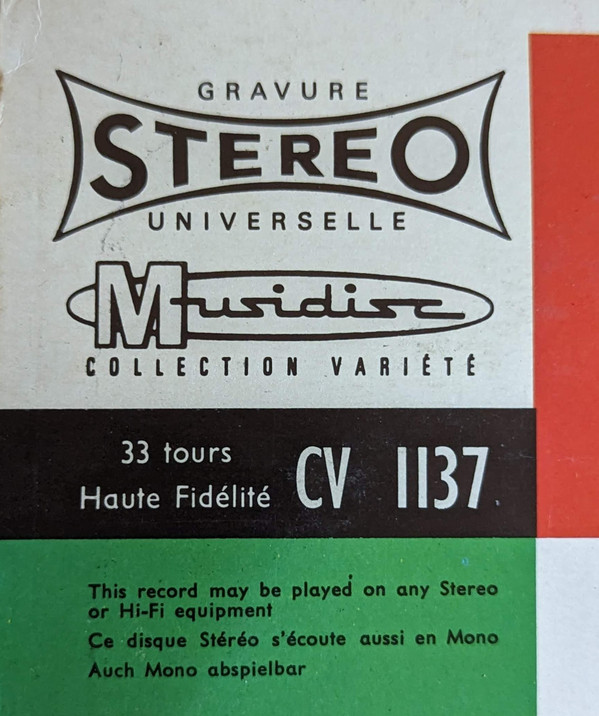 GRAVURE
STEREO
UNIVERSELLE
Musidisc
COLLECTION VARIÉTÉ
33 tours
Haute Fidélité
CV 1137
This record may be played on any Stereo
or Hi-Fi equipment
Ce disque Stéréo s'écoute aussi en Mono
Auch Mono abspielbar